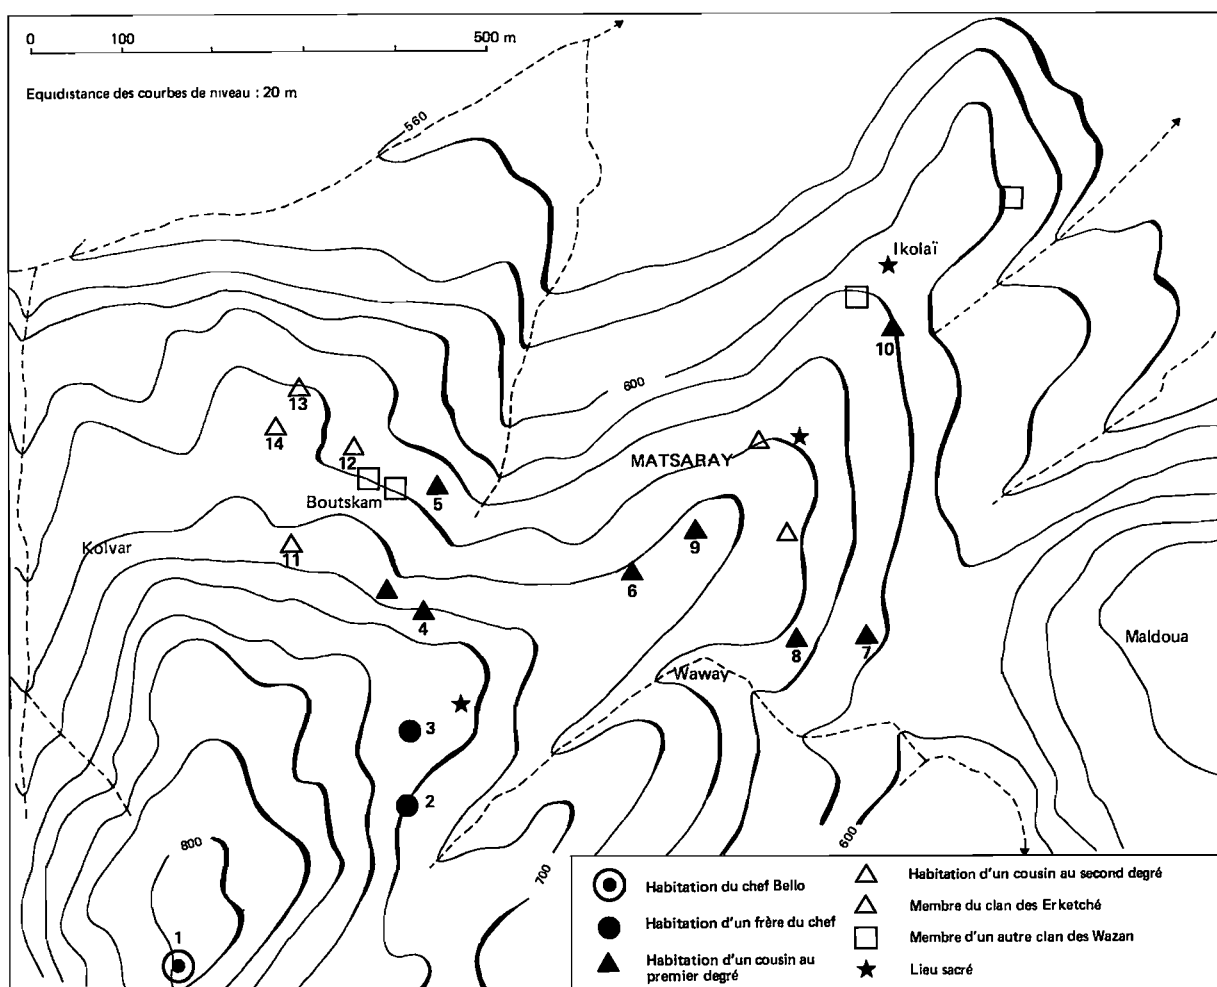 0 100 500 m
Equidistance des courbes de niveau : 20 m
560
Ikolaï
10
600
13
14
12
MATSARAY
5
Boutskam
9
Kolvar
11
6
4
Maldoua
8
7
Waway
3
2
600
800
700
1
Habitation du chef Bello
Habitation d'un frère du chef
Habitation d'un cousin au
premier degré
Habitation d'un cousin au second degré
Membre du clan des Erketché
Membre d'un autre clan des Wazan
Lieu sacré